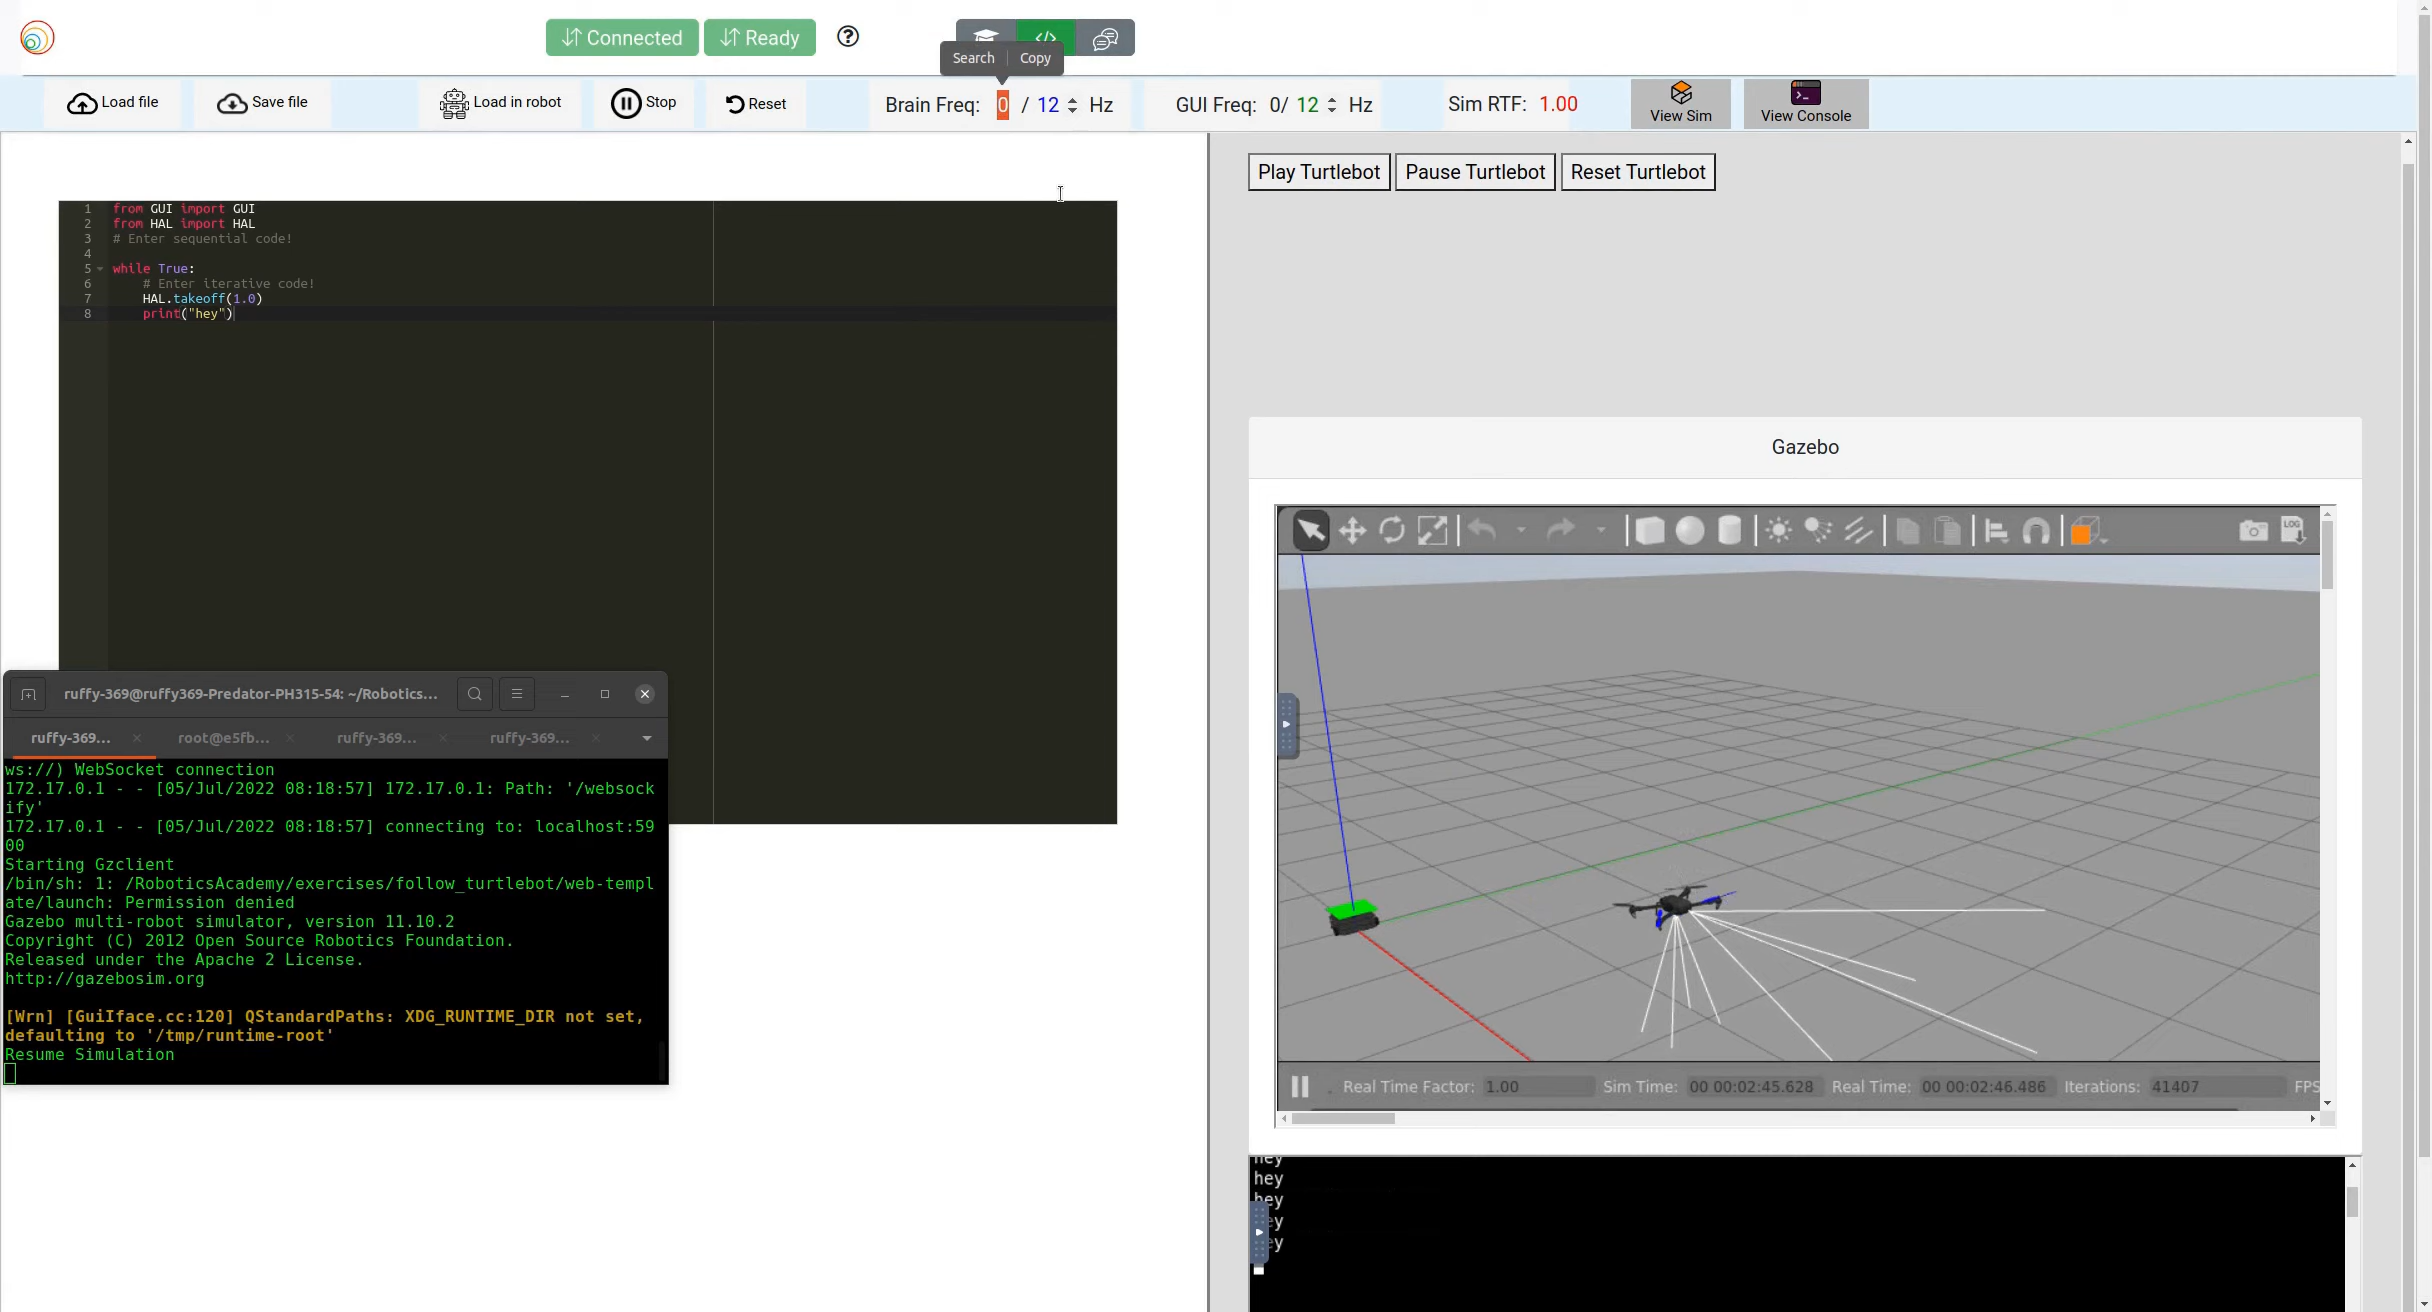 Connected
Ready
Search Copy
Load file
Save file
Load in robot
Stop
Reset
Brain Freq: 0 / 12 Hz
GUI Freq: 0/ 12 Hz
Sim RTF: 1.00
View Sim
View Console
Play Turtlebot
Pause Turtlebot
Reset Turtlebot
1 from GUI import GUI
2 from HAL import HAL
3 # Enter sequential code!
4
5 while True:
6 # Enter iterative code!
7 HAL.takeoff(1.0)
8 print("hey")
ruffy-369@ruffy369-Predator-PH315-54: ~/Robotics...
ruffy-369... root@e5fb... ruffy-369... ruffy-369...
ws://) WebSocket connection
172.17.0.1 - - [05/Jul/2022 08:18:57] 172.17.0.1: Path: '/websock
ify'
172.17.0.1 - - [05/Jul/2022 08:18:57] connecting to: localhost:59
00
Starting Gzclient
/bin/sh: 1: /RoboticsAcademy/exercises/follow_turtlebot/web-templ
ate/launch: Permission denied
Gazebo multi-robot simulator, version 11.10.2
Copyright (C) 2012 Open Source Robotics Foundation.
Released under the Apache 2 License.
http://gazebosim.org
[Wrn] [GuiIface.cc:120] QStandardPaths: XDG_RUNTIME_DIR not set,
defaulting to '/tmp/runtime-root'
Resume Simulation
Gazebo
LOG
Real Time Factor: 1.00 Sim Time: 00 00:02:45.628 Real Time: 00 00:02:46.486 Iterations: 41407 FPS
hey
hey
hey
ey
ey